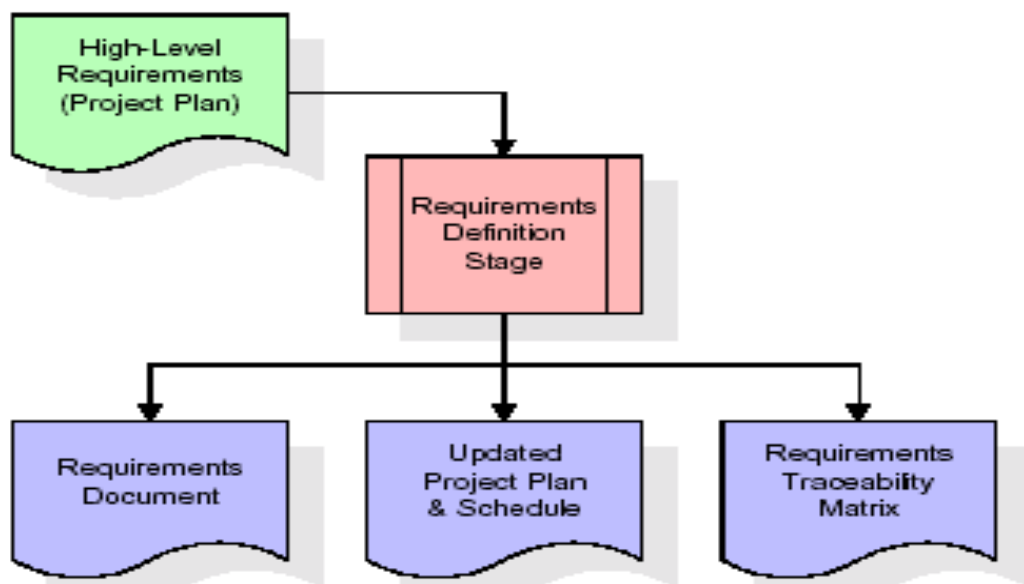 High-Level
Requirements
(Project Plan)
Requirements
Definition
Stage
Requirements
Document
Updated
Project Plan
& Schedule
Requirements
Traceability
Matrix